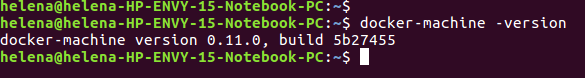 helena@helena-HP-ENVY-15-Notebook-PC:~$
helena@helena-HP-ENVY-15-Notebook-PC:~$ docker-machine -version
docker-machine version 0.11.0, build 5b27455
helena@helena-HP-ENVY-15-Notebook-PC:~$